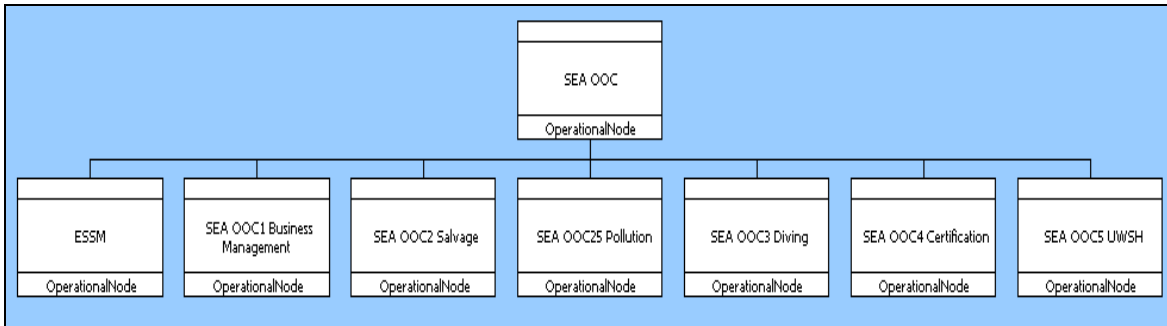 SEA OOC
OperationalNode
ESSM
OperationalNode
SEA OOC1 Business
Management
OperationalNode
SEA OOC2 Salvage
OperationalNode
SEA OOC25 Pollution
OperationalNode
SEA OOC3 Diving
OperationalNode
SEA OOC4 Certification
OperationalNode
SEA OOC5 UWSH
OperationalNode